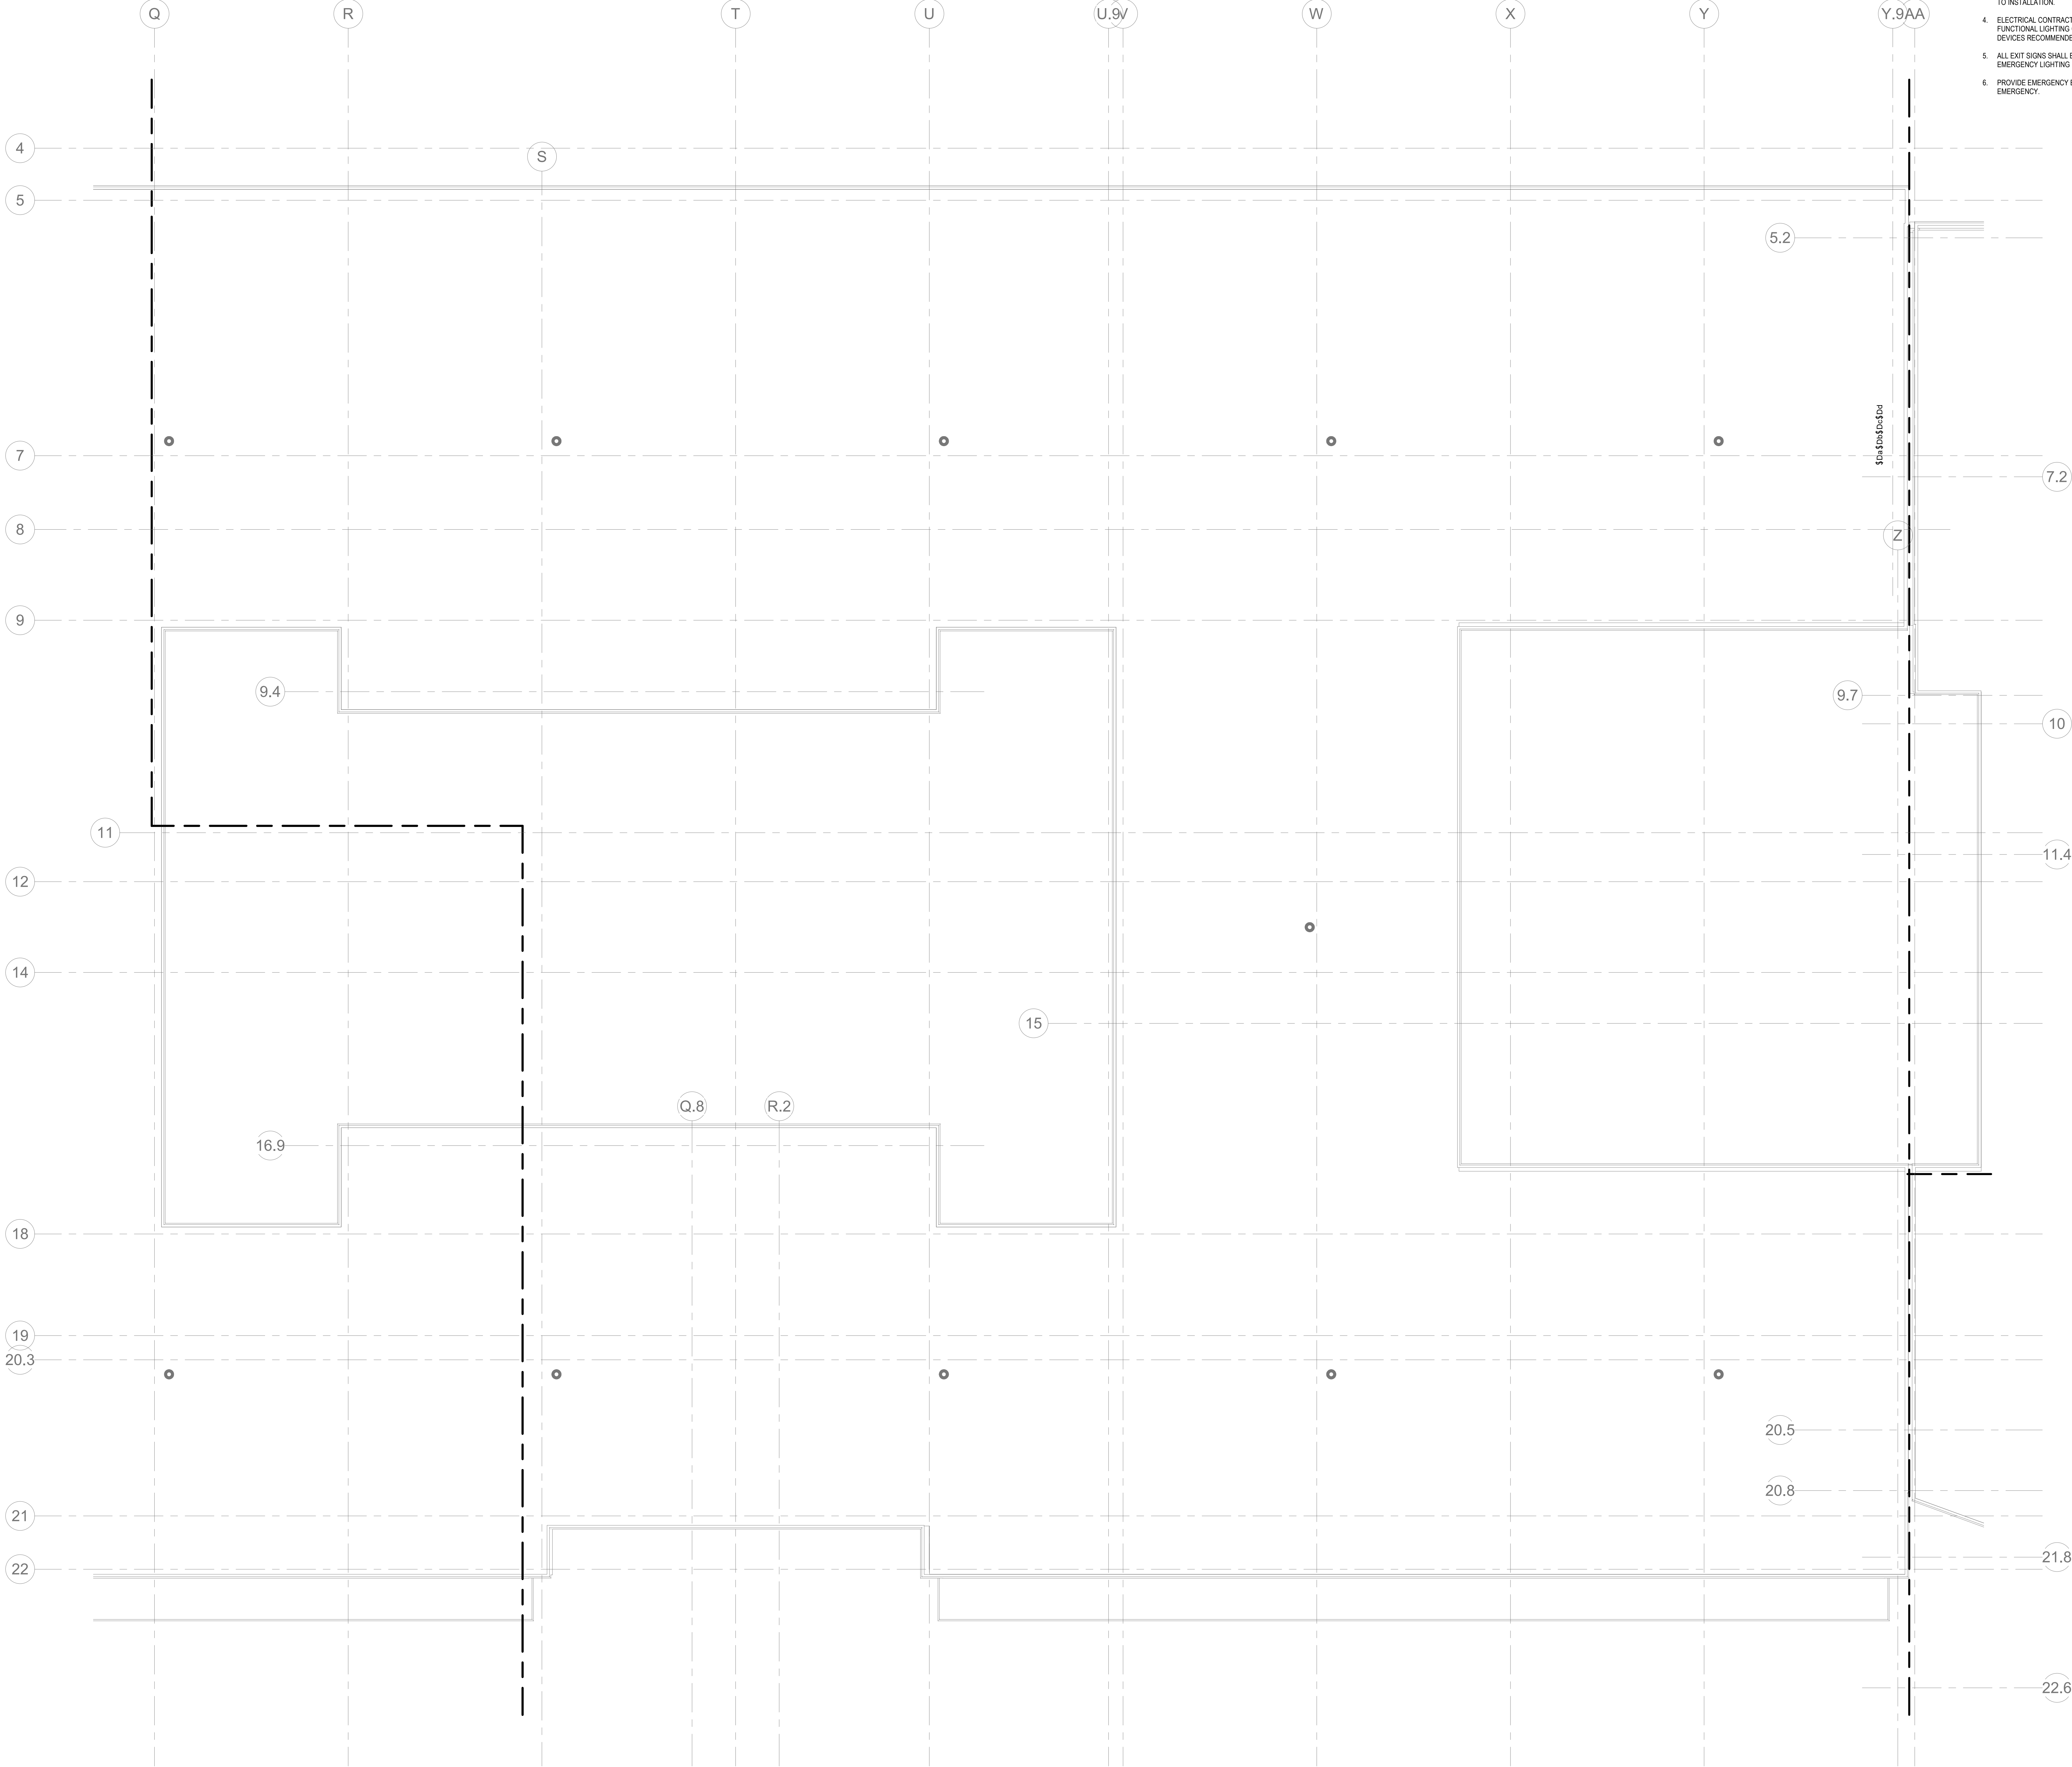 Q R T U U.9 V W X Y Y.9 AA
TO INSTALLATION.
4. ELECTRICAL CONTRACT
FUNCTIONAL LIGHTING
DEVICES RECOMMENDE
5. ALL EXIT SIGNS SHALL
EMERGENCY LIGHTING
6. PROVIDE EMERGENCY
EMERGENCY.
4
S
5
5.2
$Da$Db$Dc$Dd
7
7.2
8
Z
9
9.4
9.7
10
11
11.4
12
14
15
Q.8 R.2
16.9
18
19
20.3
20.5
20.8
21
21.8
22
22.6